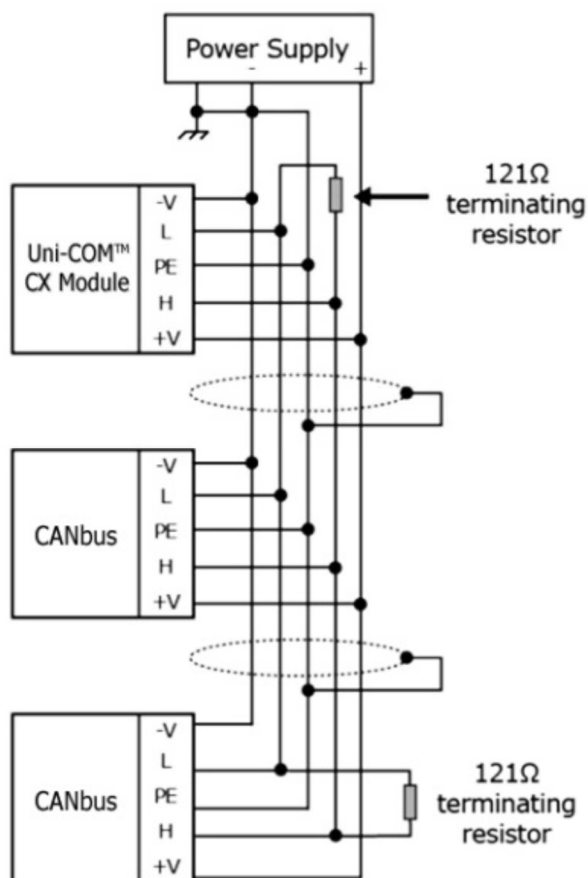 Power Supply
- +
121Ω
terminating
resistor
Uni-COM™
CX Module
-V
L
PE
H
+V
CANbus
-V
L
PE
H
+V
CANbus
-V
L
PE
H
+V
121Ω
terminating
resistor